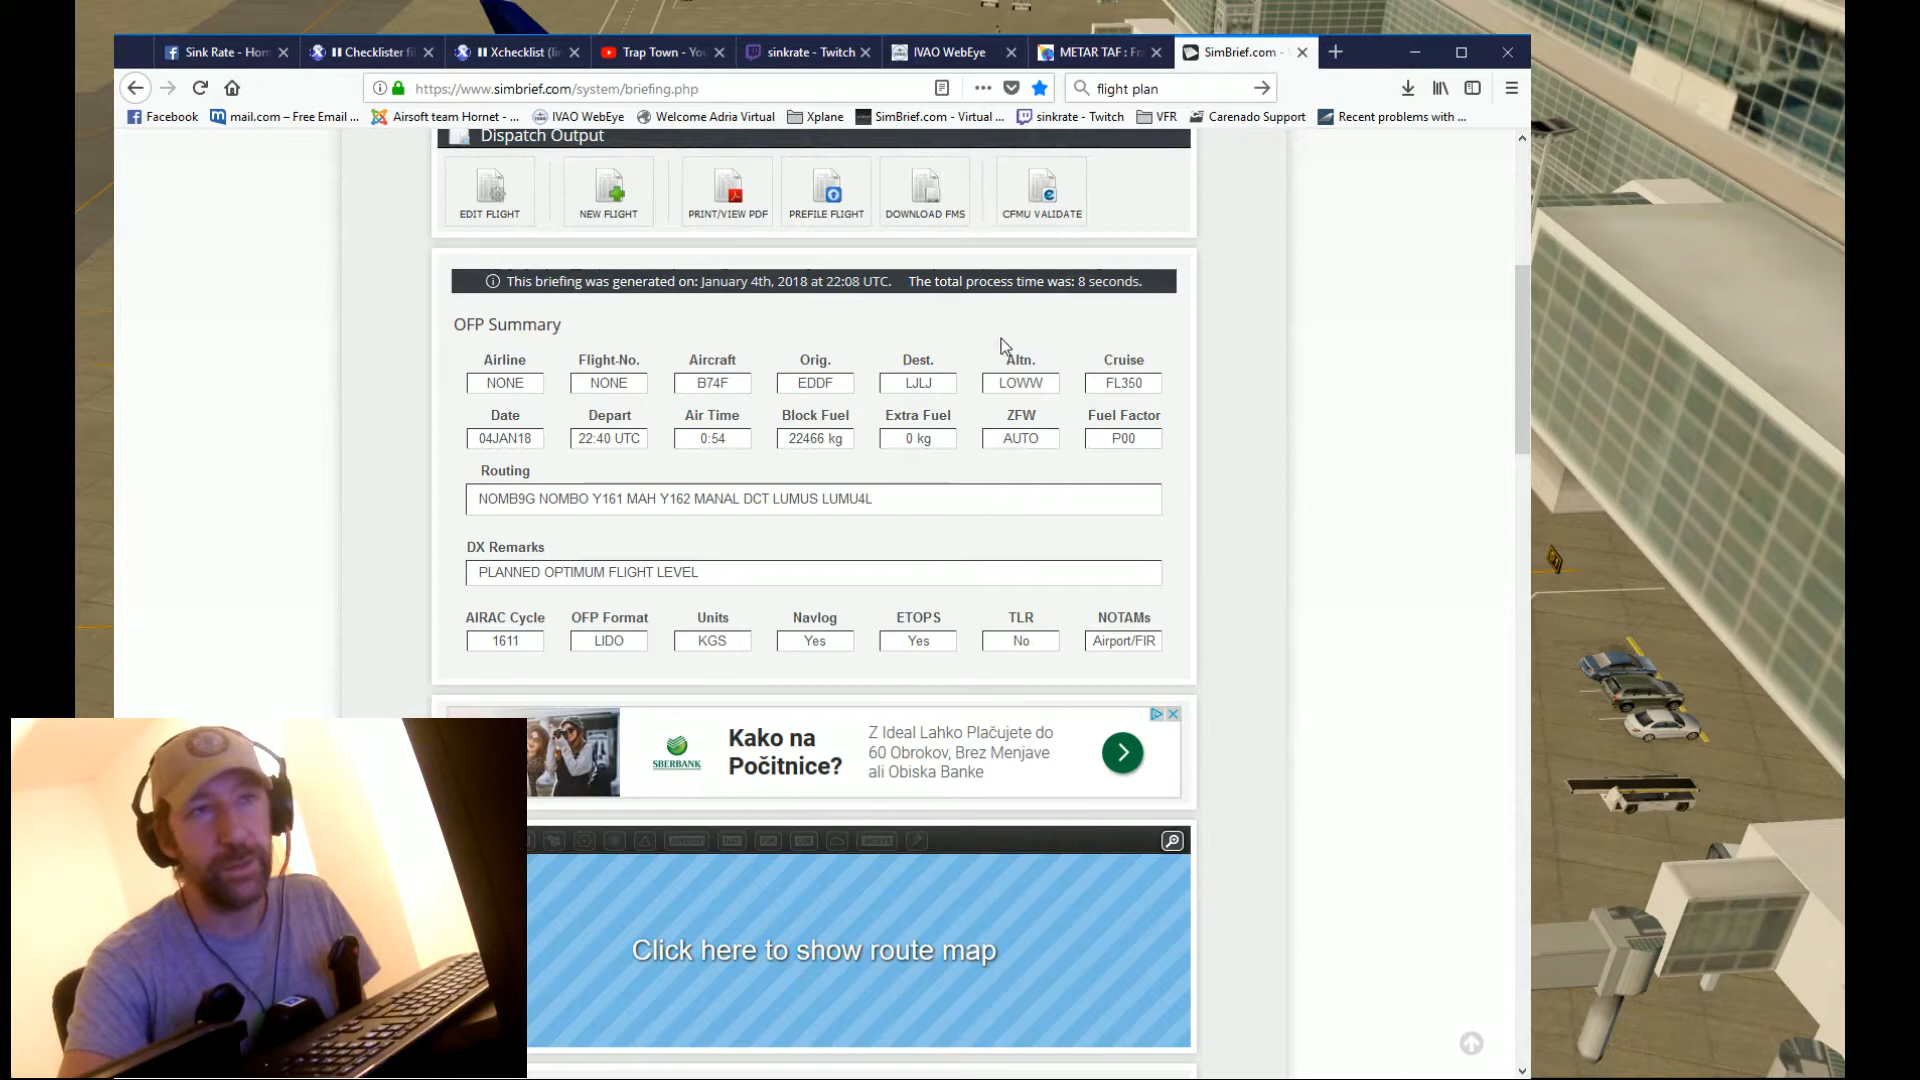 Sink Rate - Hom
Checklister fi
Xchecklist (lin
Trap Town - Yo
sinkrate - Twitch
IVAO WebEye
METAR TAF : Fra
SimBrief.com -
https://www.simbrief.com/system/briefing.php
flight plan
Facebook
mail.com – Free Email ...
Airsoft team Hornet - ...
IVAO WebEye
Welcome Adria Virtual
Xplane
SimBrief.com - Virtual ...
sinkrate - Twitch
VFR
Carenado Support
Recent problems with ...
Dispatch Output
EDIT FLIGHT
NEW FLIGHT
PRINT/VIEW PDF
PREFILE FLIGHT
DOWNLOAD FMS
CFMU VALIDATE
This briefing was generated on: January 4th, 2018 at 22:08 UTC. The total process time was: 8 seconds.
OFP Summary
Airline Flight-No. Aircraft Orig. Dest. Altn. Cruise
NONE NONE B74F EDDF LJLJ LOWW FL350
Date Depart Air Time Block Fuel Extra Fuel ZFW Fuel Factor
04JAN18 22:40 UTC 0:54 22466 kg 0 kg AUTO P00
Routing
NOMB9G NOMBO Y161 MAH Y162 MANAL DCT LUMUS LUMU4L
DX Remarks
PLANNED OPTIMUM FLIGHT LEVEL
AIRAC Cycle OFP Format Units Navlog ETOPS TLR NOTAMs
1611 LIDO KGS Yes Yes No Airport/FIR
SBERBANK
Kako na
Počitnice?
Z Ideal Lahko Plačujete do
60 Obrokov, Brez Menjave
ali Obiska Banke
Click here to show route map